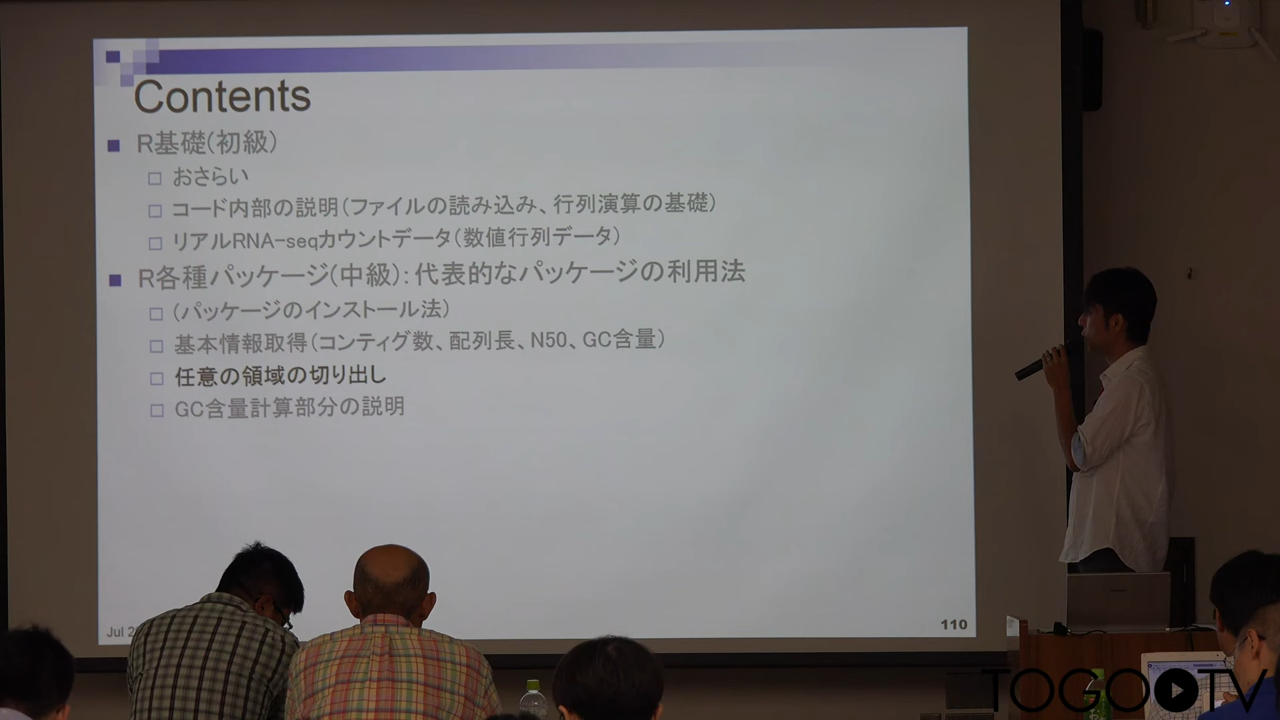 Contents
R基礎(初級)
おさらい
コード内部の説明(ファイルの読み込み、行列演算の基礎)
リアルRNA-seqカウントデータ(数値行列データ)
R各種パッケージ(中級):代表的なパッケージの利用法
(パッケージのインストール法)
基本情報取得(コンティグ数、配列長、N50、GC含量)
任意の領域の切り出し
GC含量計算部分の説明
Jul
110
TOGOTV